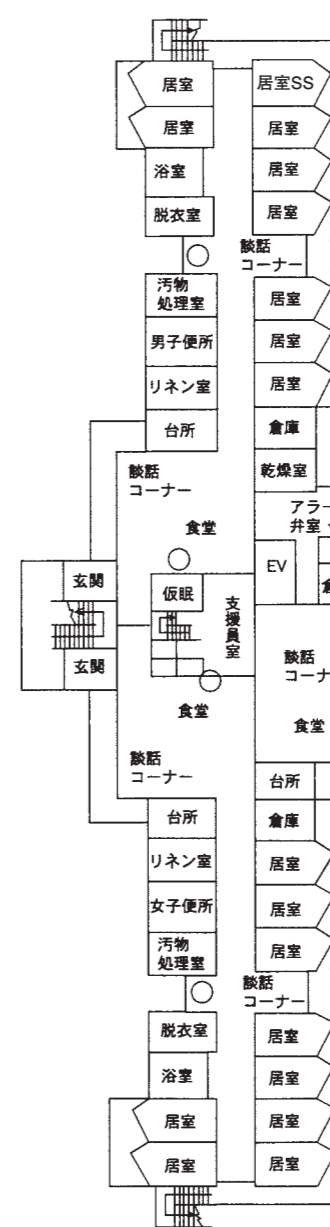 居室
居室SS
居室
居室
浴室
居室
脱衣室
居室
談話
コーナー
汚物
処理室
居室
男子便所
居室
リネン室
居室
台所
倉庫
談話
コーナー
乾燥室
食堂
アラー
弁室
EV
玄関
仮眠
支援員室
玄関
談話
コーナ
食堂
食堂
談話
コーナー
台所
台所
倉庫
リネン室
居室
女子便所
居室
汚物
処理室
居室
談話
コーナー
脱衣室
居室
浴室
居室
居室
居室
居室
居室